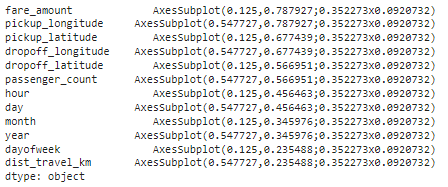 fare_amount AxesSubplot(0.125,0.787927;0.352273x0.0920732)
pickup_longitude AxesSubplot(0.547727,0.787927;0.352273x0.0920732)
pickup_latitude AxesSubplot(0.125,0.677439;0.352273x0.0920732)
dropoff_longitude AxesSubplot(0.547727,0.677439;0.352273x0.0920732)
dropoff_latitude AxesSubplot(0.125,0.566951;0.352273x0.0920732)
passenger_count AxesSubplot(0.547727,0.566951;0.352273x0.0920732)
hour AxesSubplot(0.125,0.456463;0.352273x0.0920732)
day AxesSubplot(0.547727,0.456463;0.352273x0.0920732)
month AxesSubplot(0.125,0.345976;0.352273x0.0920732)
year AxesSubplot(0.547727,0.345976;0.352273x0.0920732)
dayofweek AxesSubplot(0.125,0.235488;0.352273x0.0920732)
dist_travel_km AxesSubplot(0.547727,0.235488;0.352273x0.0920732)
dtype: object